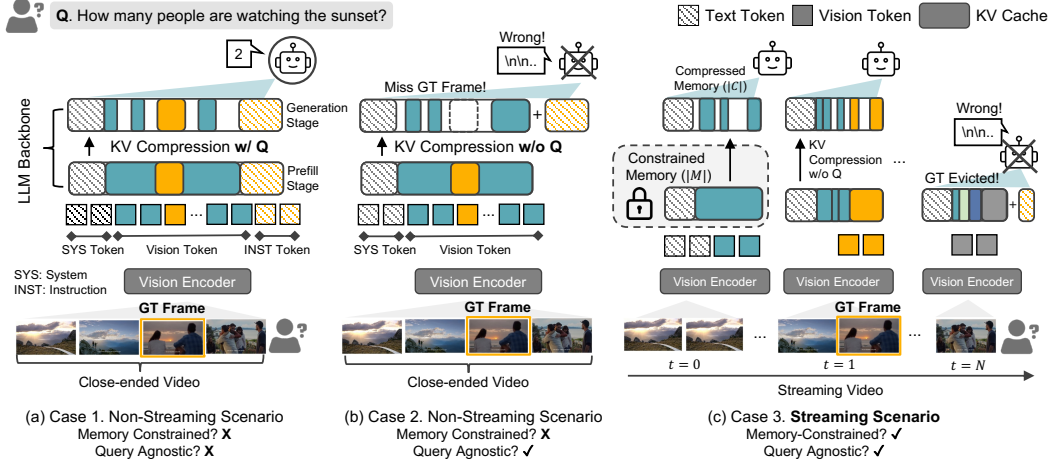 Q. How many people are watching the sunset?
Text Token
Vision Token
KV Cache
2
LLM Backbone
Generation
Stage
KV Compression w/ Q
Prefill
Stage
...
SYS Token
Vision Token
INST Token
SYS: System
INST: Instruction
Vision Encoder
GT Frame
?
Close-ended Video
(a) Case 1. Non-Streaming Scenario
Memory Constrained? X
Query Agnostic? X
Wrong!
\n\n..
Miss GT Frame!
+
KV Compression w/o Q
...
SYS Token
Vision Token
Vision Encoder
GT Frame
Close-ended Video
(b) Case 2. Non-Streaming Scenario
Memory Constrained? X
Query Agnostic? ✓
Compressed
Memory (|C|)
Constrained
Memory (|M|)
KV
Compression
w/o Q
...
Wrong!
\n\n..
GT Evicted!
+
Vision Encoder
Vision Encoder
Vision Encoder
GT Frame
...
...
?
t = 0
t = 1
t = N
Streaming Video
(c) Case 3. Streaming Scenario
Memory-Constrained? ✓
Query Agnostic? ✓